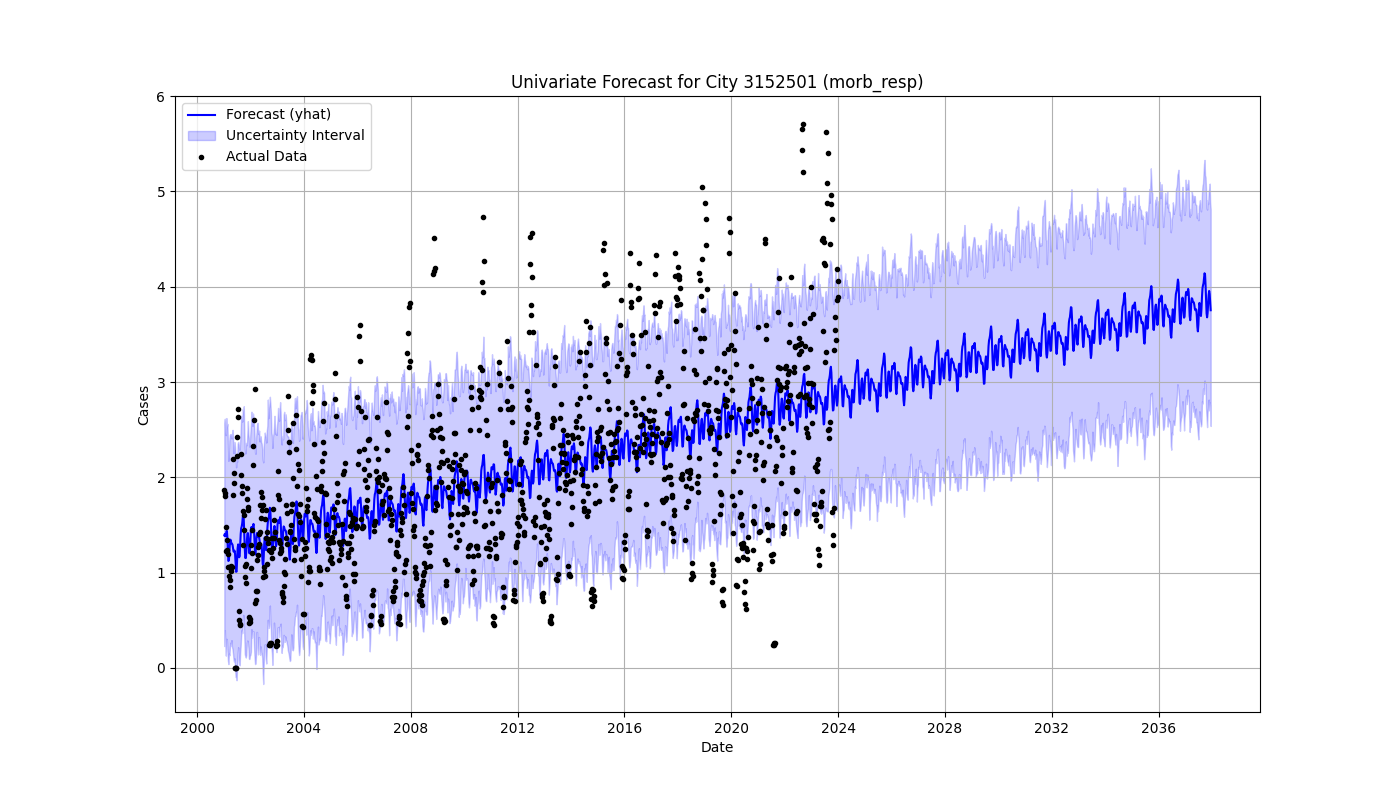 Univariate Forecast for City 3152501 (morb_resp)
Forecast (yhat)
Uncertainty Interval
Actual Data
Cases
6
5
4
3
2
1
0
2000 2004 2008 2012 2016 2020 2024 2028 2032 2036
Date